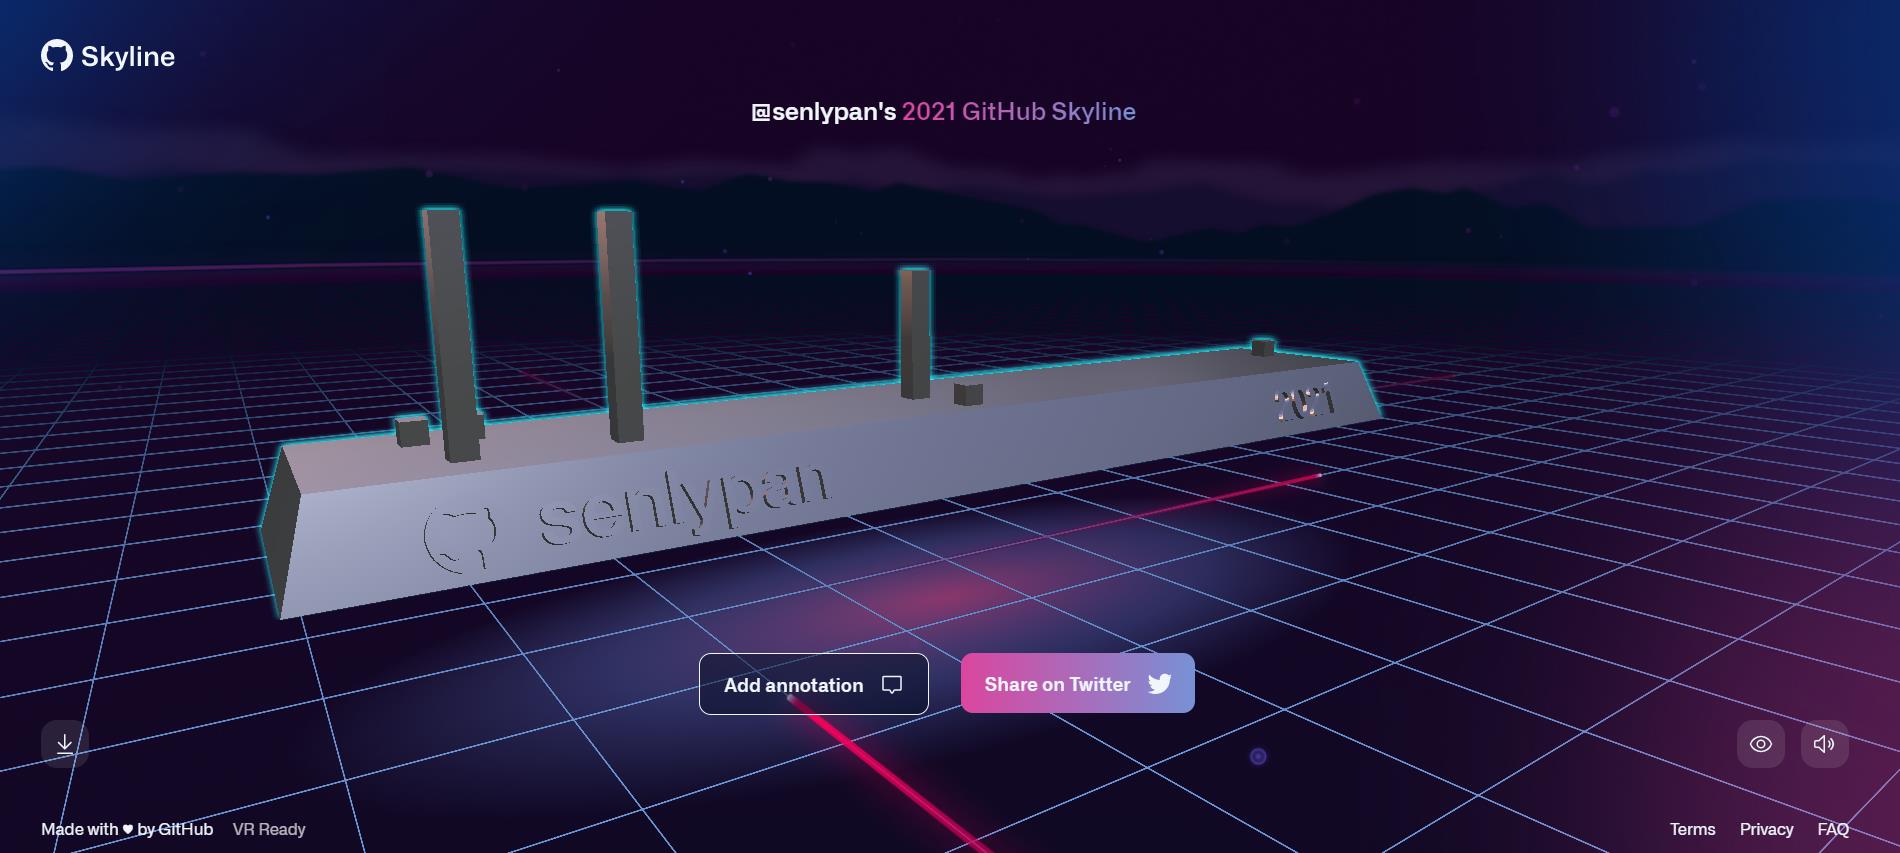 Skyline
@senlypan's 2021 GitHub Skyline
2021
senlypan
Add annotation
Share on Twitter
Made with ♥ by GitHub
VR Ready
Terms
Privacy
FAQ